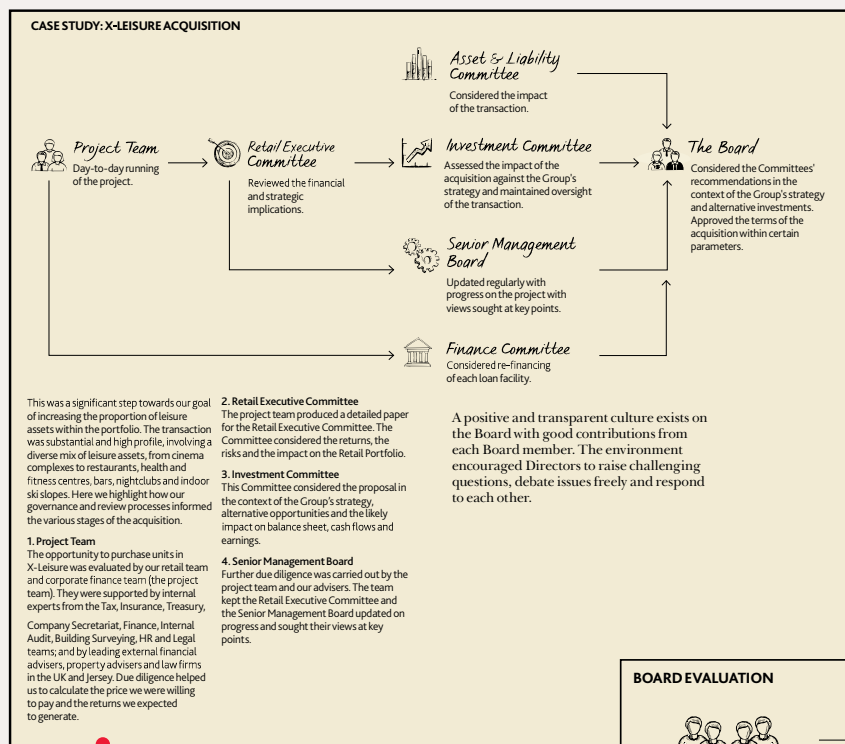 CASE STUDY: X-LEISURE ACQUISITION
Asset & Liability
Committee
Considered the impact
of the transaction.
Project Team
Day-to-day running
of the project.
Retail Executive
Committee
Reviewed the financial
and strategic
implications.
Investment Committee
Assessed the impact of the
acquisition against the Group's
strategy and maintained oversight
of the transaction.
The Board
Considered the Committees'
recommendations in the
context of the Group's strategy
and alternative investments.
Approved the terms of the
acquisition within certain
parameters.
Senior Management
Board
Updated regularly with
progress on the project with
views sought at key points.
Finance Committee
Considered re-financing
of each loan facility.
This was a significant step towards our goal
of increasing the proportion of leisure
assets within the portfolio. The transaction
was substantial and high profile, involving a
diverse mix of leisure assets, from cinema
complexes to restaurants, health and
fitness centres, bars, nightclubs and indoor
ski slopes. Here we highlight how our
governance and review processes informed
the various stages of the acquisition.
1. Project Team
The opportunity to purchase units in
X-Leisure was evaluated by our retail team
and corporate finance team (the project
team). They were supported by internal
experts from the Tax, Insurance, Treasury,
Company Secretariat, Finance, Internal
Audit, Building Surveying, HR and Legal
teams; and by leading external financial
advisers, property advisers and law firms
in the UK and Jersey. Due diligence helped
us to calculate the price we were willing
to pay and the returns we expected
to generate.
2. Retail Executive Committee
The project team produced a detailed paper
for the Retail Executive Committee. The
Committee considered the returns, the
risks and the impact on the Retail Portfolio.
3. Investment Committee
This Committee considered the proposal in
the context of the Group's strategy,
alternative opportunities and the likely
impact on balance sheet, cash flows and
earnings.
4. Senior Management Board
Further due diligence was carried out by the
project team and our advisers. The team
kept the Retail Executive Committee and
the Senior Management Board updated on
progress and sought their views at key
points.
A positive and transparent culture exists on
the Board with good contributions from
each Board member. The environment
encouraged Directors to raise challenging
questions, debate issues freely and respond
to each other.
BOARD EVALUATION